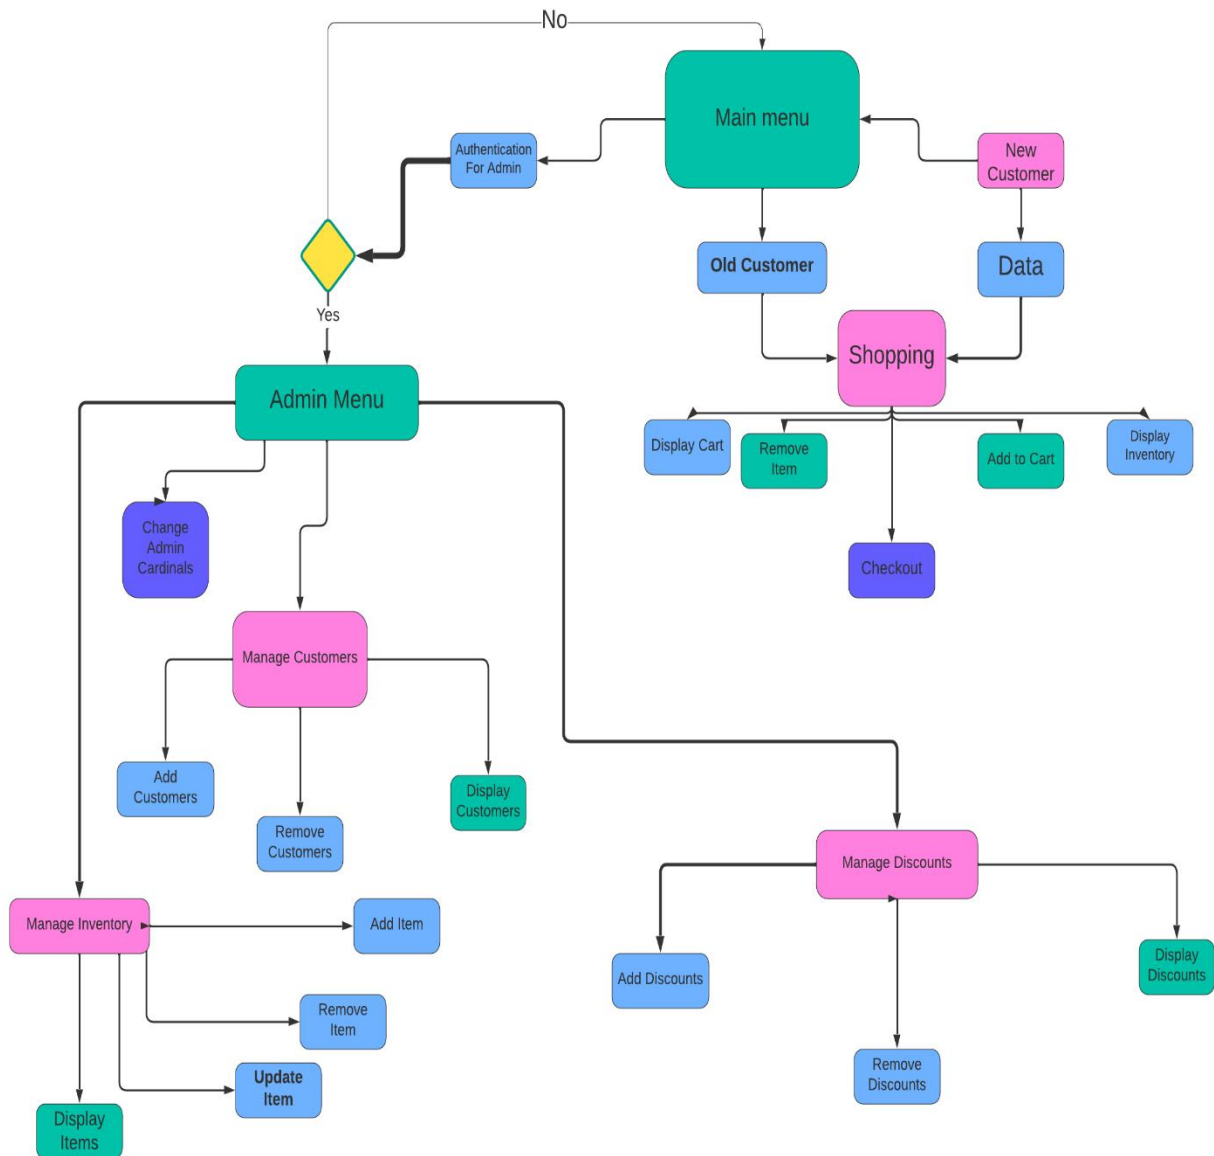 No
Main menu
Authentication
For Admin
New
Customer
Old Customer
Data
Yes
Shopping
Admin Menu
Display Cart
Remove
Item
Add to Cart
Display
Inventory
Change
Admin
Cardinals
Checkout
Manage Customers
Add
Customers
Remove
Customers
Display
Customers
Manage Discounts
Manage Inventory
Add Item
Add Discounts
Display
Discounts
Remove
Item
Update
Item
Remove
Discounts
Display
Items